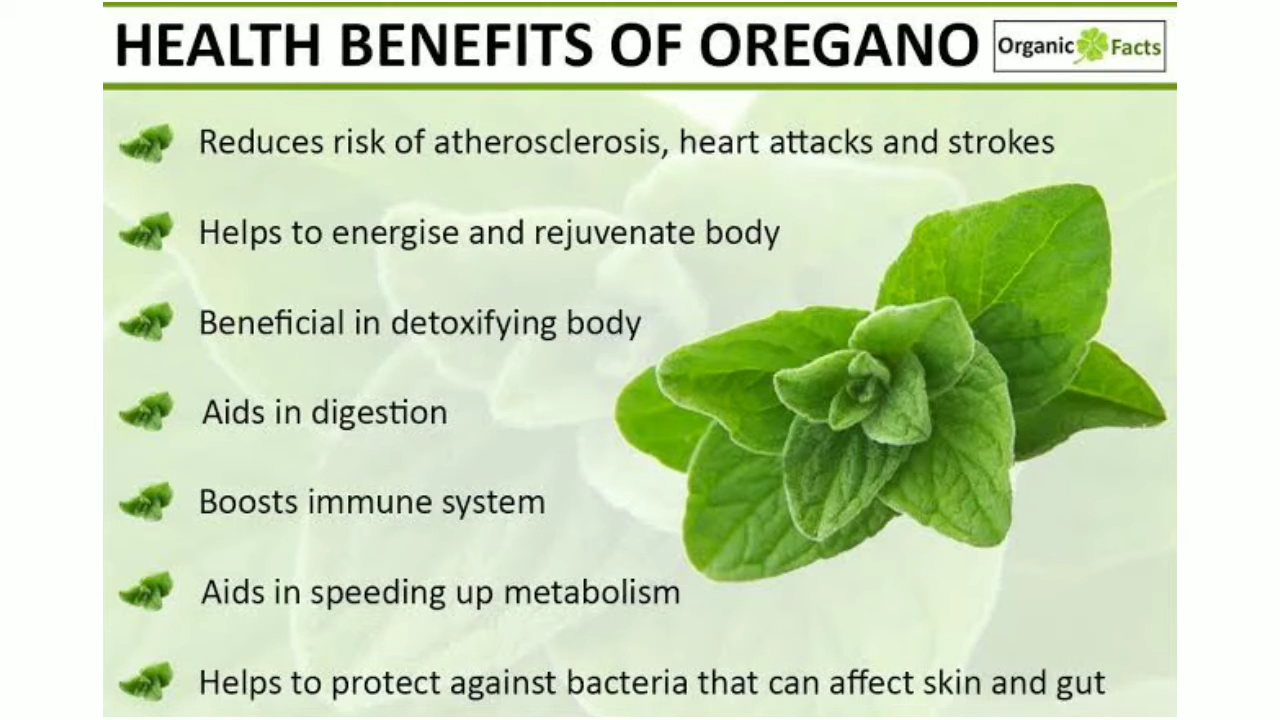 HEALTH BENEFITS OF OREGANO
Organic Facts
Reduces risk of atherosclerosis, heart attacks and strokes
Helps to energise and rejuvenate body
Beneficial in detoxifying body
Aids in digestion
Boosts immune system
Aids in speeding up metabolism
Helps to protect against bacteria that can affect skin and gut